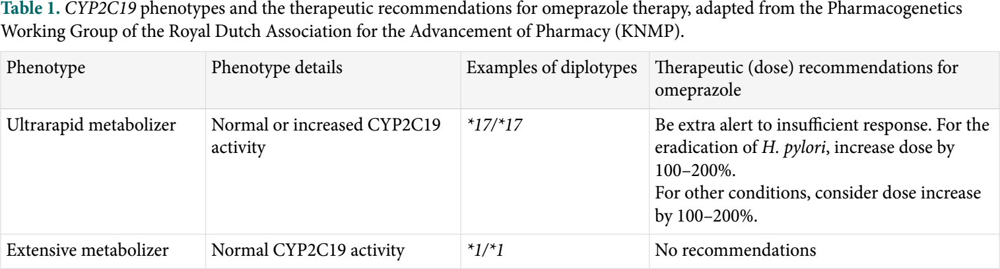 Table 1. CYP2C19 phenotypes and the therapeutic recommendations for omeprazole therapy, adapted from the Pharmacogenetics
Working Group of the Royal Dutch Association for the Advancement of Pharmacy (KNMP).
Phenotype
Phenotype details
Examples of diplotypes
Therapeutic (dose) recommendations for
omeprazole
Ultrarapid metabolizer
Normal or increased CYP2C19
activity
*17/*17
Be extra alert to insufficient response. For the
eradication of H. pylori, increase dose by
100–200%.
For other conditions, consider dose increase
by 100–200%.
Extensive metabolizer
Normal CYP2C19 activity
*1/*1
No recommendations